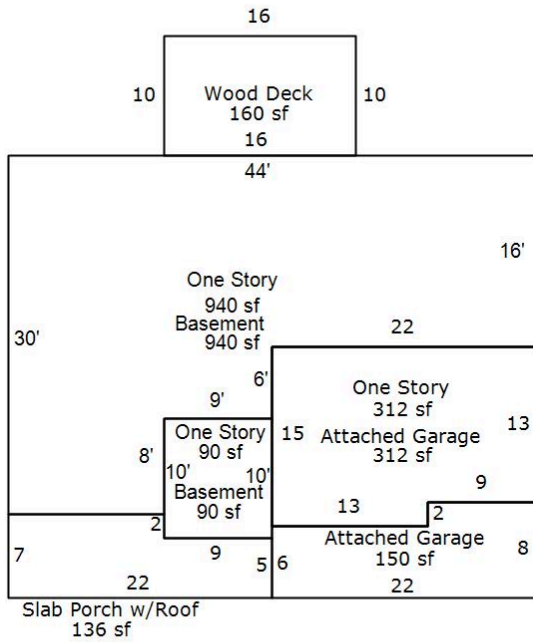 16
10
Wood Deck
10
160 sf
16
44'
16'
One Story
940 sf
Basement
940 sf
30'
22
6'
9'
One Story
312 sf
13
One Story
90 sf
15
Attached Garage
312 sf
8'
10'
10'
9
Basement
90 sf
13
2
2
Attached Garage
150 sf
8
7
9
5
6
22
22
Slab Porch w/Roof
136 sf